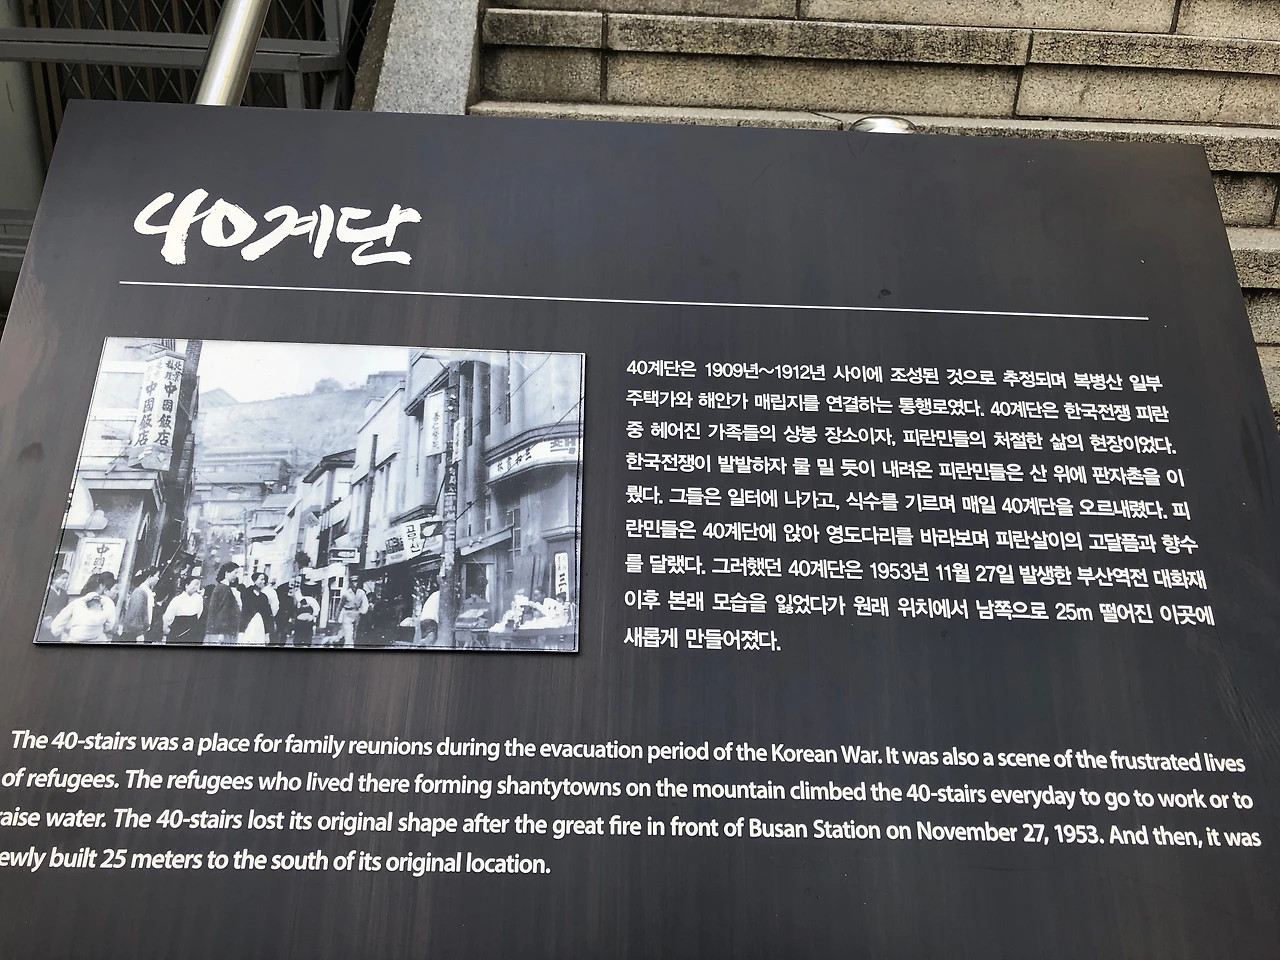 40계단
北京
中國飯店
中國飯店
中國
공신
三
40계단은 1909년~1912년 사이에 조성된 것으로 추정되며 복병산 일부
주택가와 해안가 매립지를 연결하는 통행로였다. 40계단은 한국전쟁 피란
중 헤어진 가족들의 상봉 장소이자, 피란민들의 처절한 삶의 현장이었다.
한국전쟁이 발발하자 물 밀 듯이 내려온 피란민들은 산 위에 판자촌을 이
뤘다. 그들은 일터에 나가고, 식수를 기르며 매일 40계단을 오르내렸다. 피
란민들은 40계단에 앉아 영도다리를 바라보며 피란살이의 고달픔과 향수
를 달랬다. 그러했던 40계단은 1953년 11월 27일 발생한 부산역전 대화재
이후 본래 모습을 잃었다가 원래 위치에서 남쪽으로 25m 떨어진 이곳에
새롭게 만들어졌다.
The 40-stairs was a place for family reunions during the evacuation period of the Korean War. It was also a scene of the frustrated lives
of refugees. The refugees who lived there forming shantytowns on the mountain climbed the 40-stairs everyday to go to work or to
raise water. The 40-stairs lost its original shape after the great fire in front of Busan Station on November 27, 1953. And then, it was
ewly built 25 meters to the south of its original location.